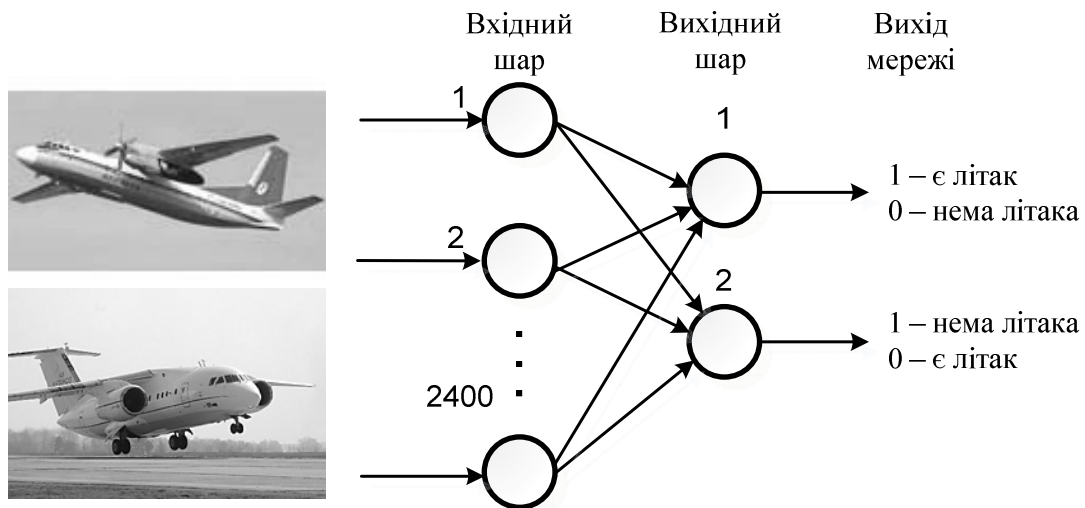 Вхідний
шар
Вихідний
шар
Вихід
мережі
1
2
2400
1
2
1 – є літак
0 – нема літака
1 – нема літака
0 – є літак